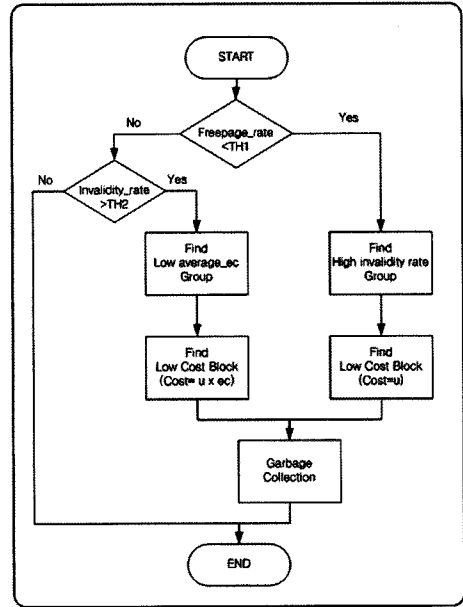 START
No
Freepage_rate
<TH1
Yes
No
Invalidity_rate
>TH2
Yes
Find
Low average_ec
Group
Find
High invalidity rate
Group
Find
Low Cost Block
(Cost= u x ec)
Find
Low Cost Block
(Cost=u)
Garbage
Collection
END